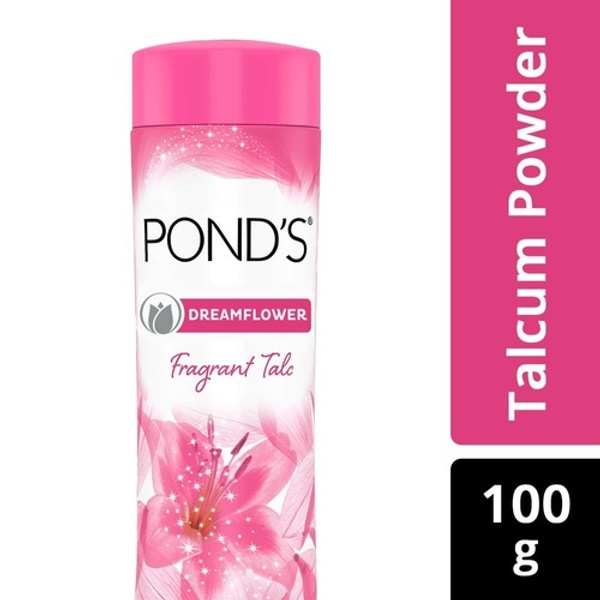 POND'S®
DREAMFLOWER
Fragrant Talc
Talcum Powder
100
g